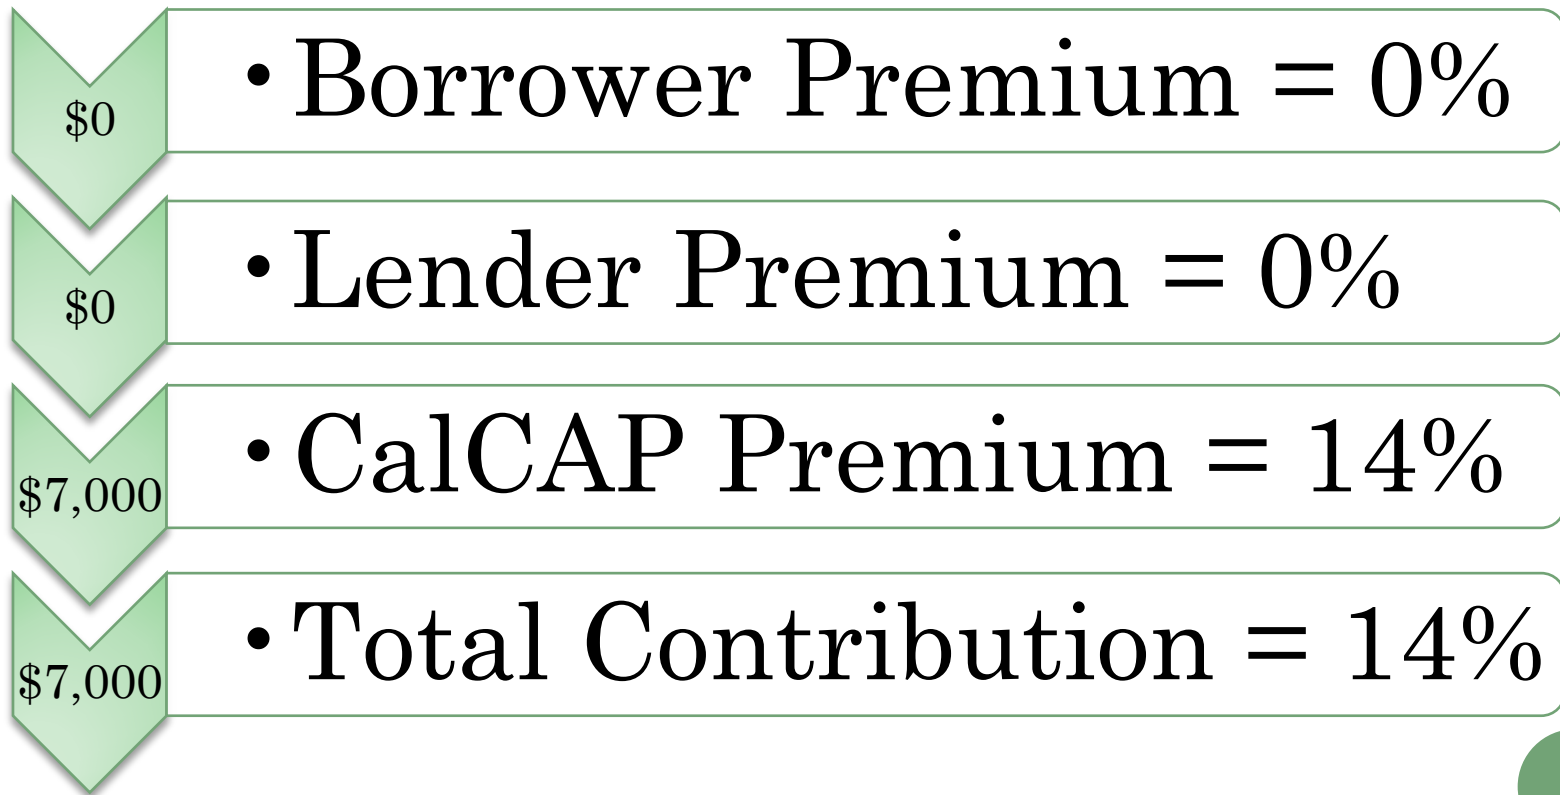 $0
• Borrower Premium = 0%
$0
• Lender Premium = 0%
$7,000
• CalCAP Premium = 14%
$7,000
• Total Contribution = 14%